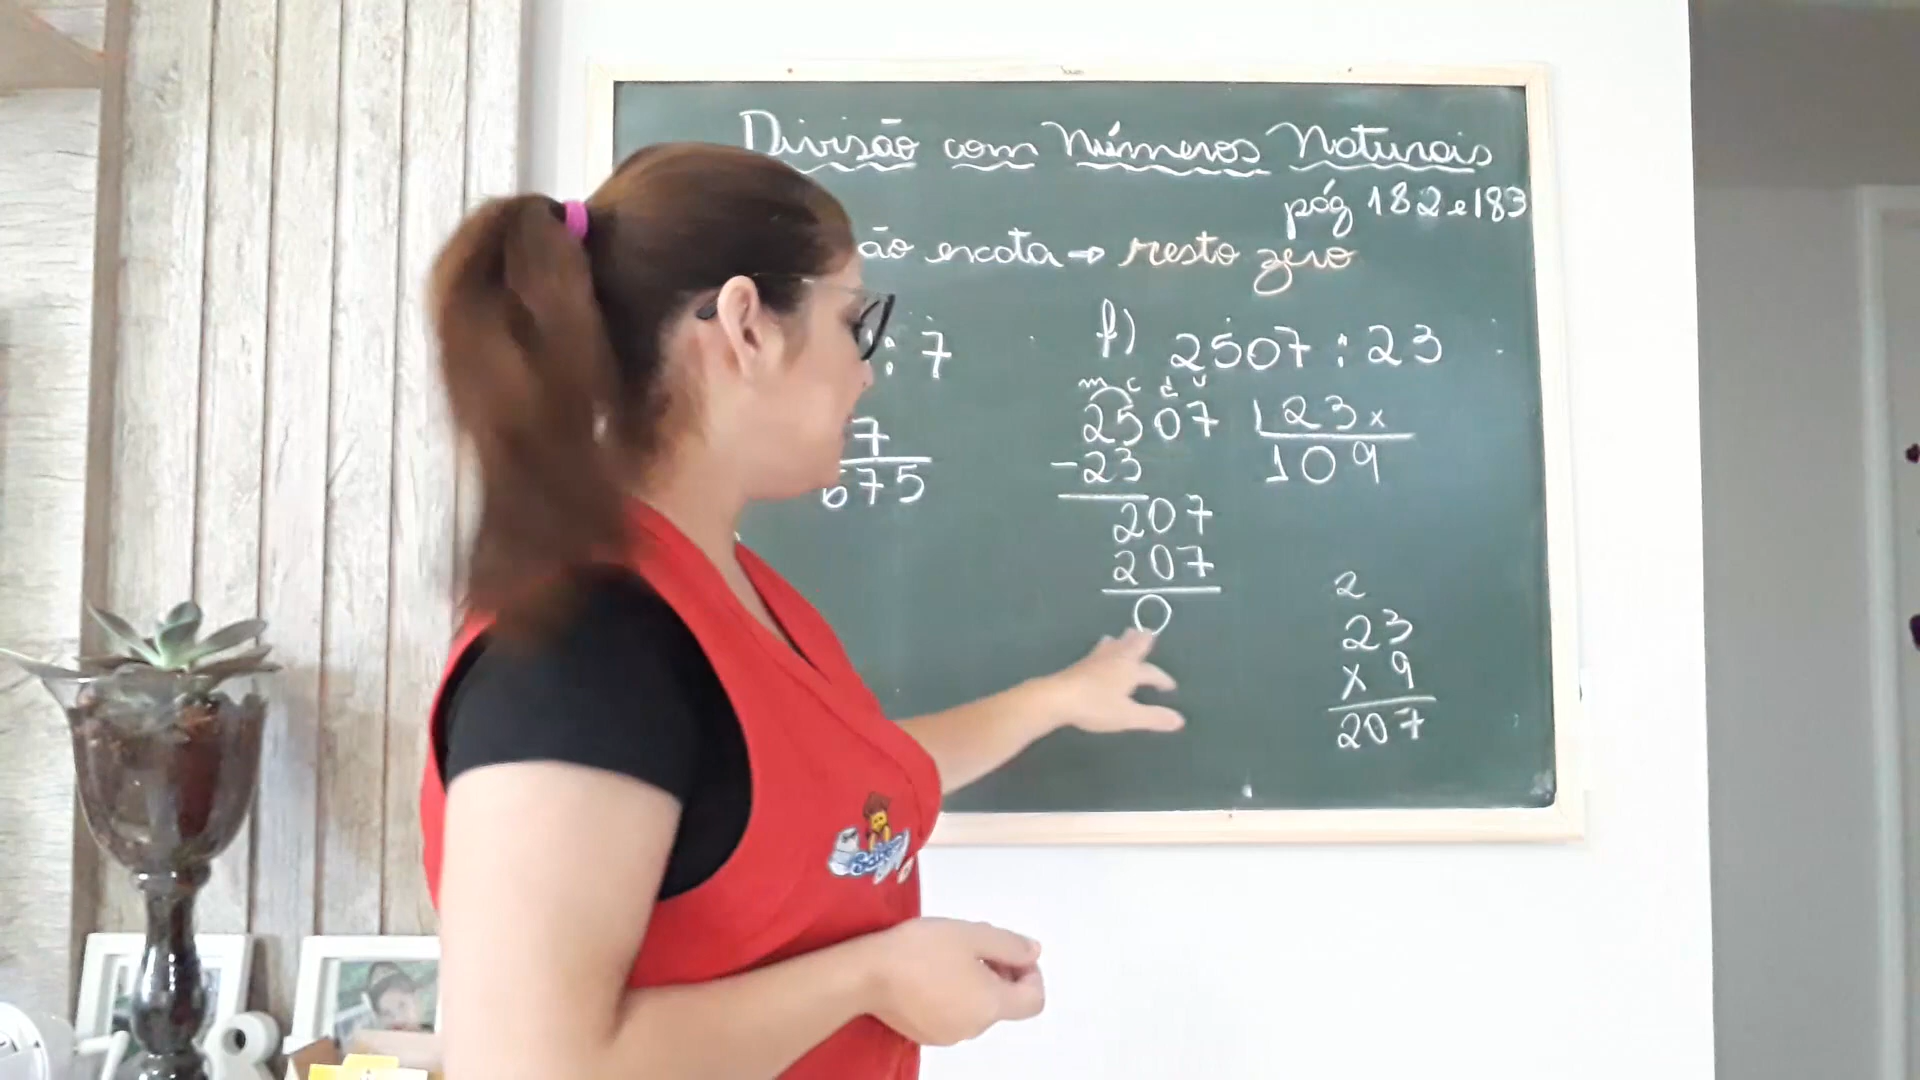 Divisão com Números Naturais
pág 182 e 183
ão exata → resto zero
: 7
7
675
f) 2507 : 23
m c d u
2507 23 x
-23 109
207
207
0
2
23
x 9
207